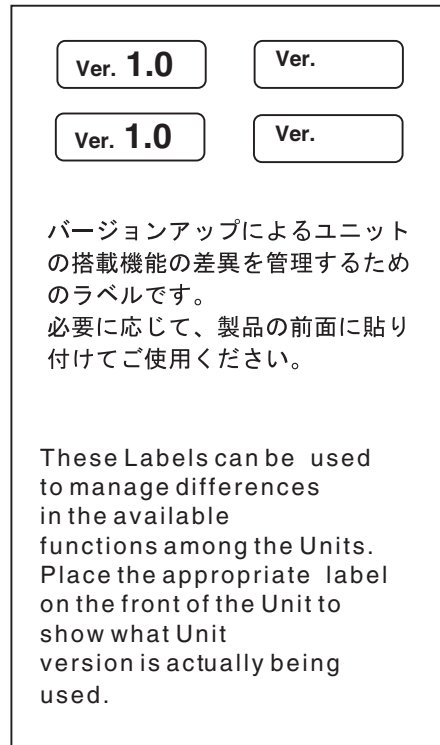 Ver. 1.0 Ver.
Ver. 1.0 Ver.
バージョンアップによるユニット
の搭載機能の差異を管理するため
のラベルです。
必要に応じて、製品の前面に貼り
付けてご使用ください。
These Labels can be used
to manage differences
in the available
functions among the Units.
Place the appropriate label
on the front of the Unit to
show what Unit
version is actually being
used.